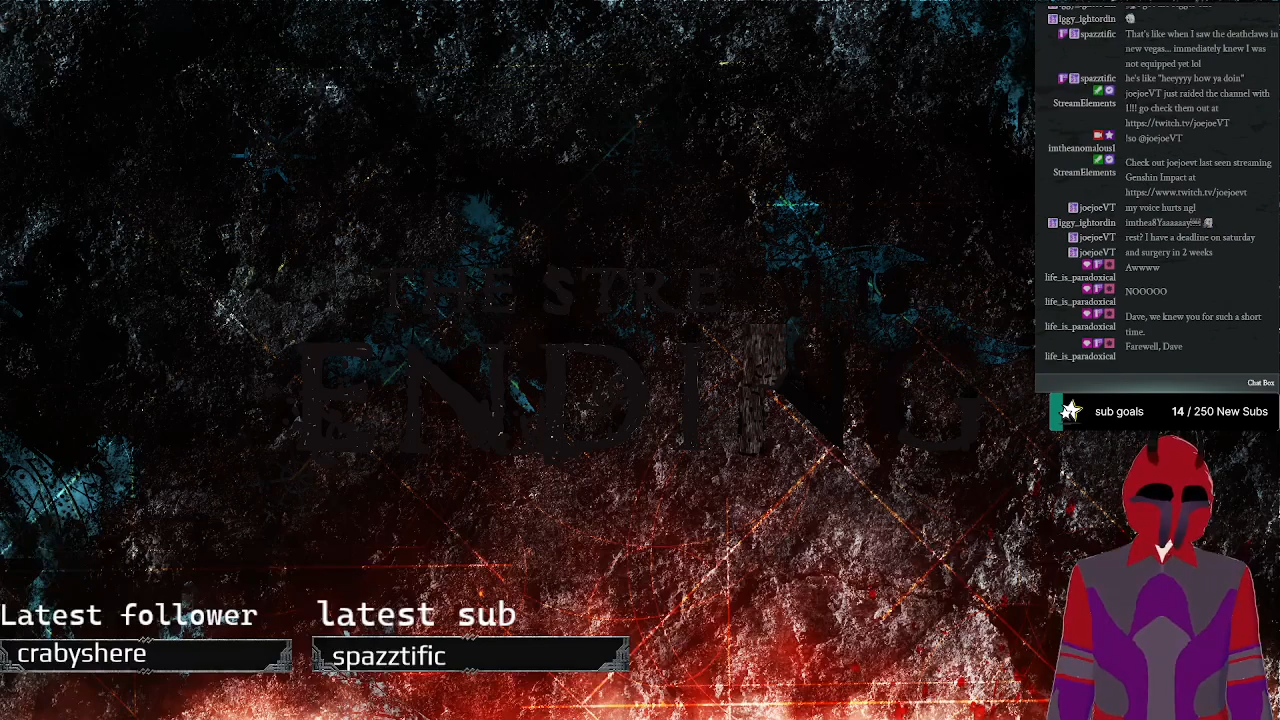 iggy_ightordin
spazztific That's like when I saw the deathclaws in
new vegas... immediately knew I was
not equipped yet lol
spazztific he's like "heeyyyy how ya doin"
StreamElements joejoeVT just raided the channel with
1!!! go check them out at
https://twitch.tv/joejoeVT
imtheanomalous1 !so @joejoeVT
StreamElements Check out joejoevt last seen streaming
Genshin Impact at
https://www.twitch.tv/joejoevt
joejoeVT my voice hurts ngl
iggy_ightordin imthea8Yaaaaaay
joejoeVT rest? I have a deadline on saturday
joejoeVT and surgery in 2 weeks
life_is_paradoxical Awwww
life_is_paradoxical NOOOOO
life_is_paradoxical Dave, we knew you for such a short
time.
life_is_paradoxical Farewell, Dave
Chat Box
sub goals 14 / 250 New Subs
ENDING
Latest follower
crabyshere
latest sub
spazztific